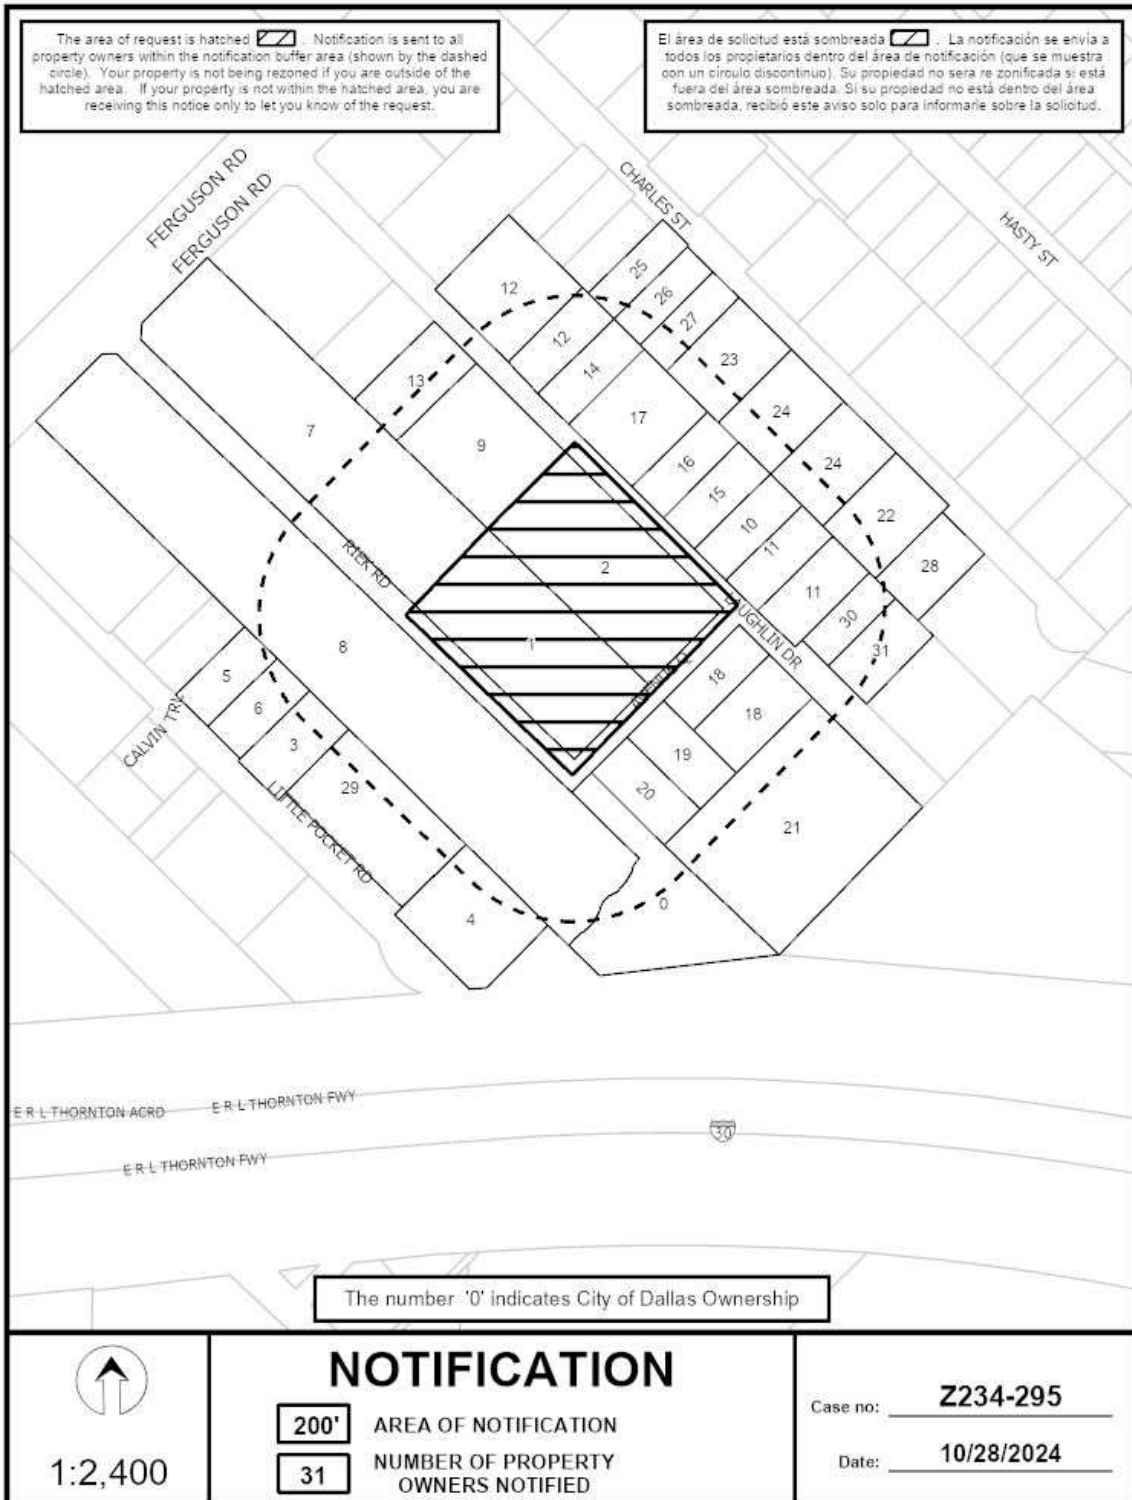 The area of request is hatched . Notification is sent to all
property owners within the notification buffer area (shown by the dashed
circle). Your property is not being rezoned if you are outside of the
hatched area. If your property is not within the hatched area, you are
receiving this notice only to let you know of the request.
El área de solicitud está sombreada . La notificación se envía a
todos los propietarios dentro del área de notificación (que se muestra
con un círculo discontinuo). Su propiedad no sera re zonificada si está
fuera del área sombreada. Si su propiedad no está dentro del área
sombreada, recibió este aviso solo para informarle sobre la solicitud.
FERGUSON RD
FERGUSON RD
CHARLES ST
HASTY ST
12
25
26
27
12
14
23
13
24
17
7
9
24
16
15
22
10
11
28
RIEK RD
2
11
30
LAUGHLIN DR
31
8
1
5
18
6
18
3
19
CALVIN TRL
29
20
LITTLE POCKET RD
21
0
4
E R L THORNTON ACRD
E R L THORNTON FWY
30
E R L THORNTON FWY
The number '0' indicates City of Dallas Ownership
1:2,400
NOTIFICATION
200' AREA OF NOTIFICATION
31 NUMBER OF PROPERTY
OWNERS NOTIFIED
Case no: Z234-295
Date: 10/28/2024